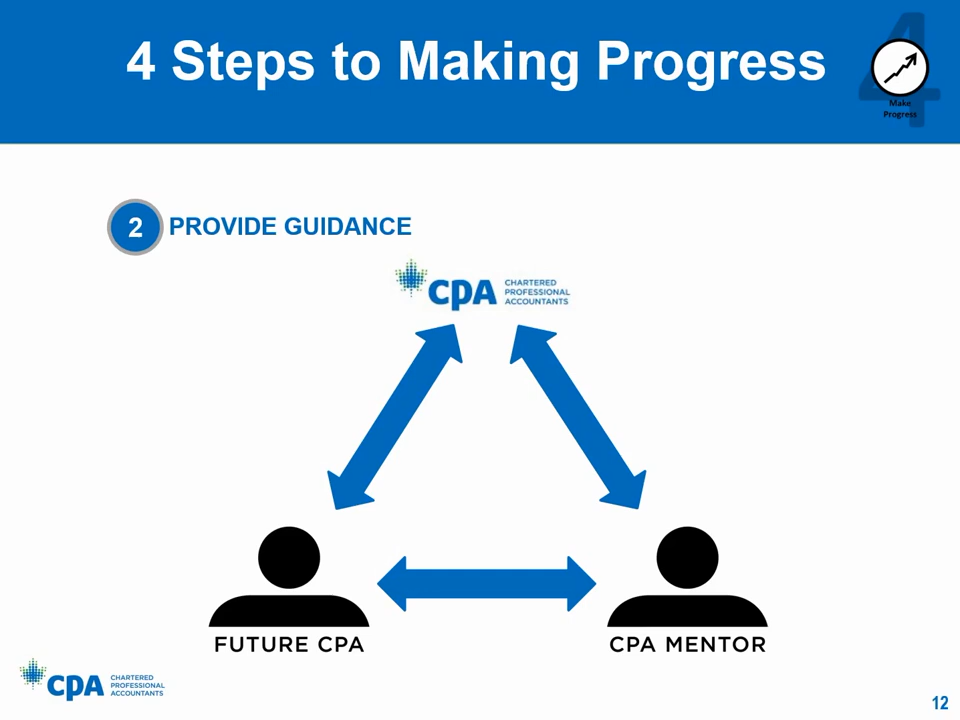 4 Steps to Making Progress
4
Make
Progress
2 PROVIDE GUIDANCE
CPA CHARTERED
PROFESSIONAL
ACCOUNTANTS
FUTURE CPA
CPA MENTOR
CPA CHARTERED
PROFESSIONAL
ACCOUNTANTS
12